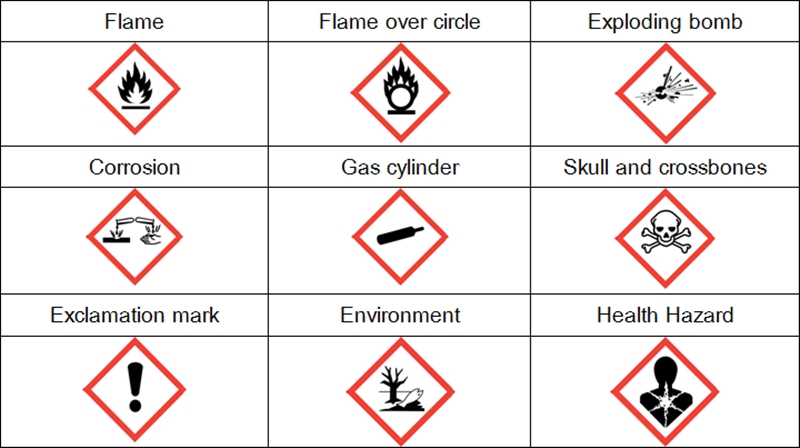 Flame
Flame over circle
Exploding bomb
Corrosion
Gas cylinder
Skull and crossbones
Exclamation mark
Environment
Health Hazard